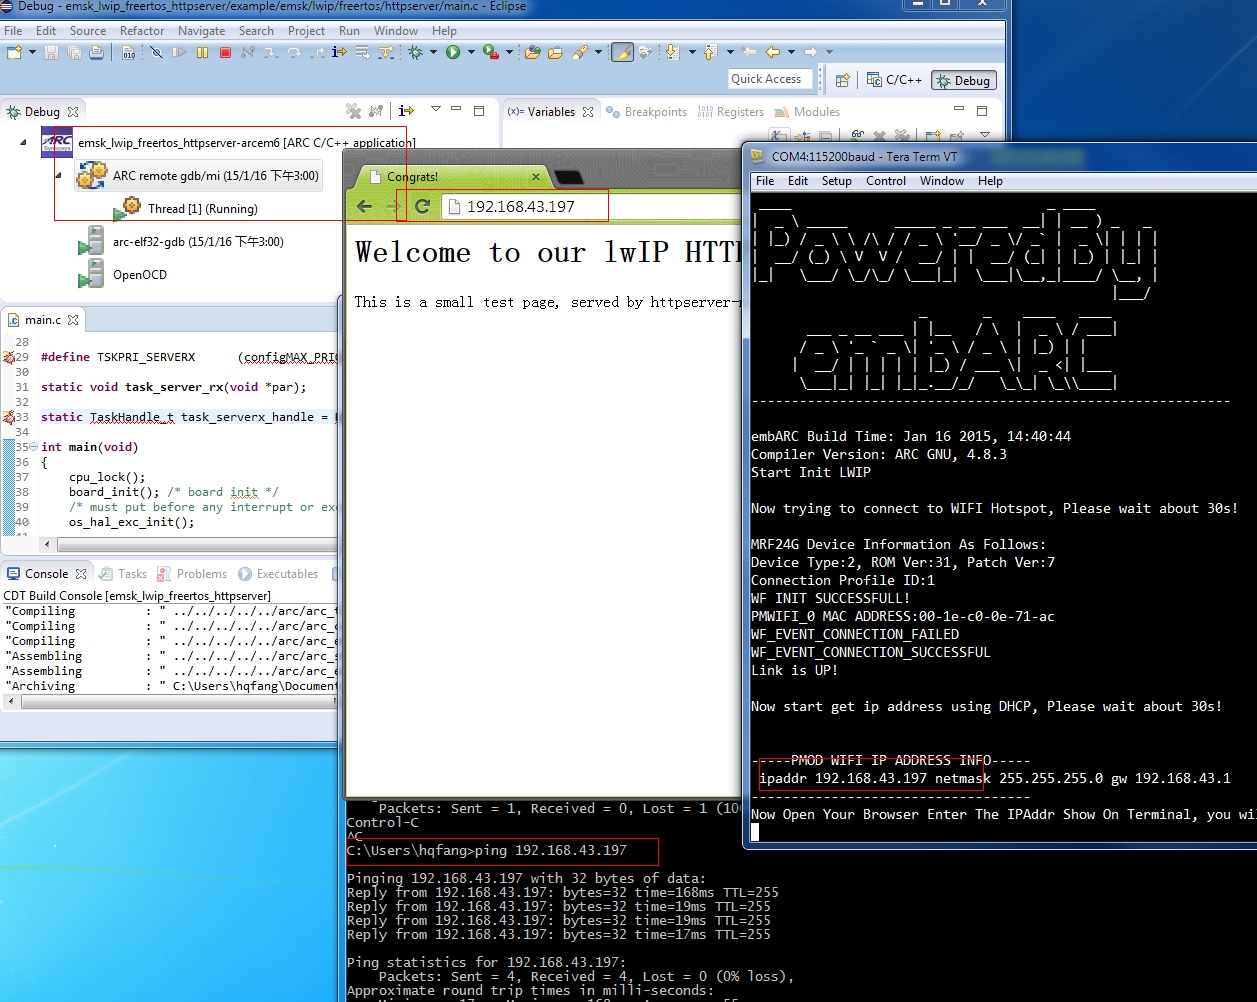 Debug - emsk_lwip_freertos_httpserver/example/emsk/lwip/freertos/httpserver/main.c - Eclipse
File Edit Source Refactor Navigate Search Project Run Window Help
Quick Access
C/C++
Debug
Debug
emsk_lwip_freertos_httpserver-arcem6 [ARC C/C++ application]
ARC remote gdb/mi (15/1/16 下午3:00)
Thread [1] (Running)
arc-elf32-gdb (15/1/16 下午3:00)
OpenOCD
(x)= Variables
Breakpoints
Registers
Modules
main.c
28
29 #define TSKPRI_SERVERX (configMAX_PRI
30
31 static void task_server_rx(void *par);
32
33 static TaskHandle_t task_serverx_handle =
34
35 int main(void)
36 {
37 cpu_lock();
38 board_init(); /* board init */
39 /* must put before any interrupt or ex
40 os_hal_exc_init();
Console
Tasks
Problems
Executables
CDT Build Console [emsk_lwip_freertos_httpserver]
"Compiling : " ../../../../../arc/arc_
"Compiling : " ../../../../../arc/arc_
"Compiling : " ../../../../../arc/arc_
"Assembling : " ../../../../../arc/arc_
"Assembling : " ../../../../../arc/arc_
"Archiving : " C:\Users\hqfang\Document
Congrats!
192.168.43.197
Welcome to our lwIP HTT
This is a small test page, served by httpserver-
COM4:115200baud - Tera Term VT
File Edit Setup Control Window Help
PoweredBy
embARC
------------------------------------------------------------
embARC Build Time: Jan 16 2015, 14:40:44
Compiler Version: ARC GNU, 4.8.3
Start Init LWIP
Now trying to connect to WIFI Hotspot, Please wait about 30s!
MRF24G Device Information As Follows:
Device Type:2, ROM Ver:31, Patch Ver:7
Connection Profile ID:1
WF INIT SUCCESSFULL!
PMWIFI_0 MAC ADDRESS:00-1e-c0-0e-71-ac
WF_EVENT_CONNECTION_FAILED
WF_EVENT_CONNECTION_SUCCESSFUL
Link is UP!
Now start get ip address using DHCP, Please wait about 30s!
-----PMOD WIFI IP ADDRESS INFO-----
ipaddr 192.168.43.197 netmask 255.255.255.0 gw 192.168.43.1
-----------------------------------
Now Open Your Browser Enter The IPAddr Show On Terminal, you wi
Packets: Sent = 1, Received = 0, Lost = 1 (10
Control-C
^C
C:\Users\hqfang>ping 192.168.43.197
Pinging 192.168.43.197 with 32 bytes of data:
Reply from 192.168.43.197: bytes=32 time=168ms TTL=255
Reply from 192.168.43.197: bytes=32 time=19ms TTL=255
Reply from 192.168.43.197: bytes=32 time=19ms TTL=255
Reply from 192.168.43.197: bytes=32 time=17ms TTL=255
Ping statistics for 192.168.43.197:
Packets: Sent = 4, Received = 4, Lost = 0 (0% loss),
Approximate round trip times in milli-seconds: